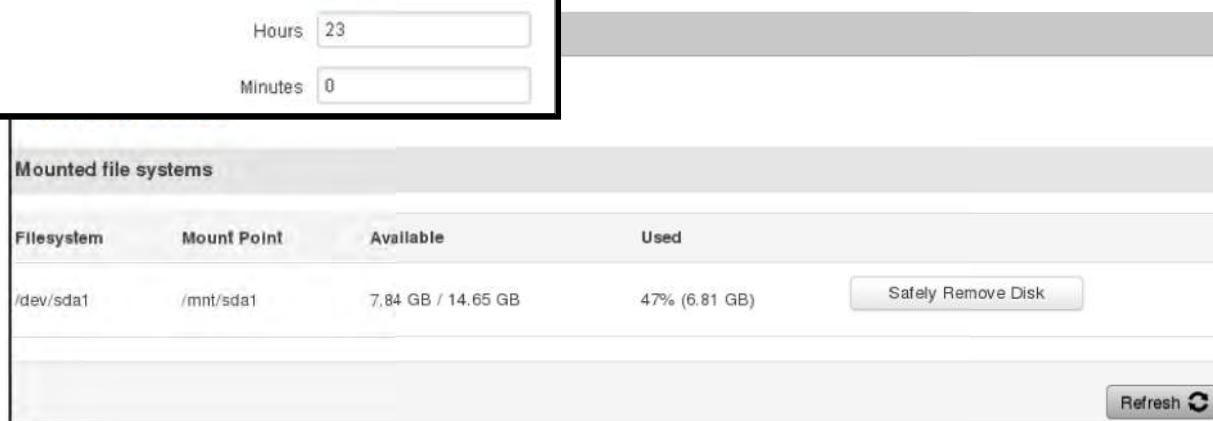 Hours 23
Minutes 0
Mounted file systems
Filesystem Mount Point Available Used
/dev/sda1 /mnt/sda1 7.84 GB / 14.65 GB 47% (6.81 GB) Safely Remove Disk
Refresh